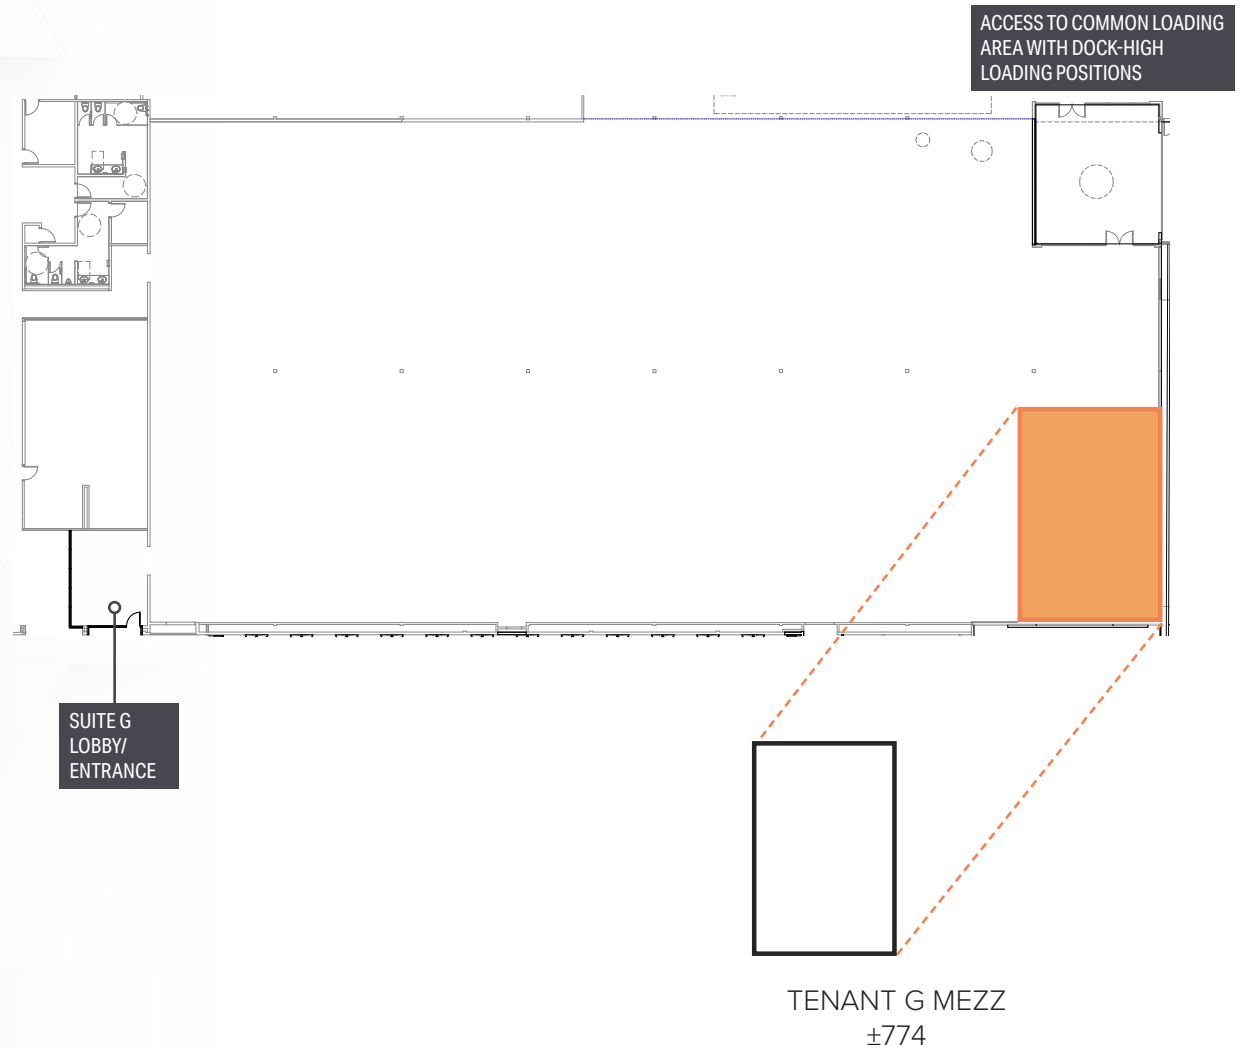 ACCESS TO COMMON LOADING
AREA WITH DOCK-HIGH
LOADING POSITIONS
SUITE G
LOBBY/
ENTRANCE
TENANT G MEZZ
±774